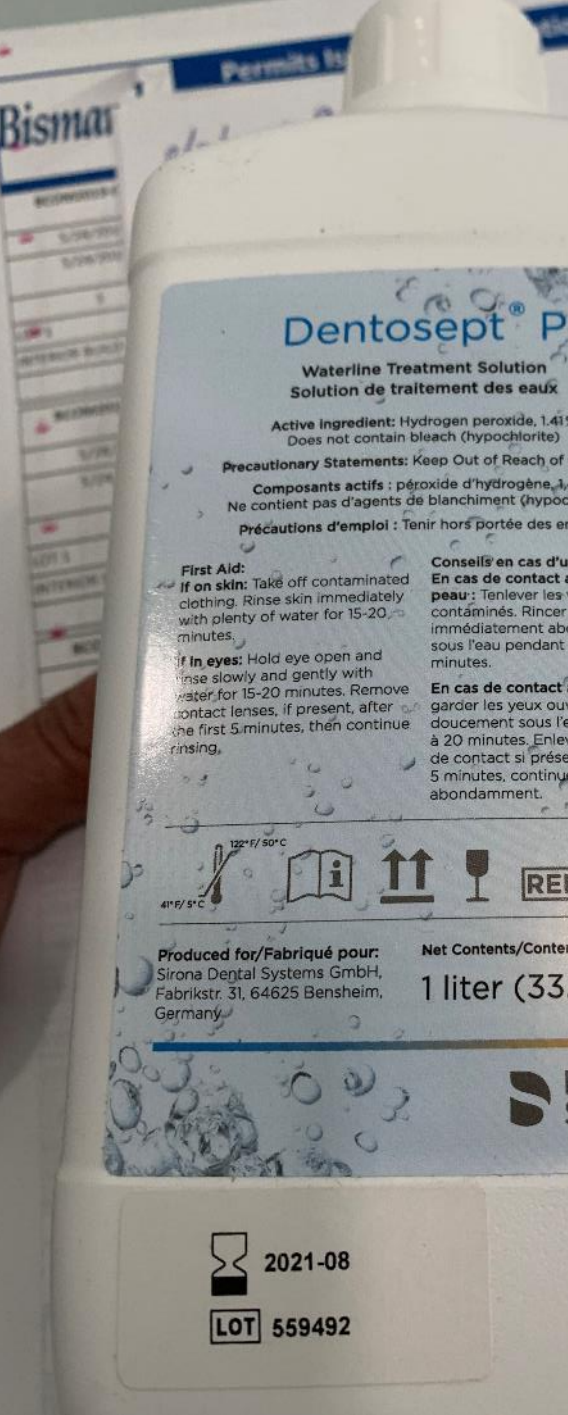 Permits Is
Bismar
Dentosept® P
Waterline Treatment Solution
Solution de traitement des eaux
Active ingredient: Hydrogen peroxide, 1.41%
Does not contain bleach (hypochlorite)
Precautionary Statements: Keep Out of Reach of
Composants actifs : péroxide d'hydrogène, 1,
Ne contient pas d'agents de blanchiment (hypoc
Précautions d'emploi : Tenir hors portée des en
First Aid:
If on skin: Take off contaminated
clothing. Rinse skin immediately
with plenty of water for 15-20
minutes.
If in eyes: Hold eye open and
rinse slowly and gently with
water for 15-20 minutes. Remove
contact lenses, if present, after
the first 5 minutes, then continue
rinsing.
Conseils en cas d'u
En cas de contact a
peau : Tenlever les
contaminés. Rincer
immédiatement abo
sous l'eau pendant
minutes.
En cas de contact
garder les yeux ouv
doucement sous l'e
à 20 minutes. Enlev
de contact si prése
5 minutes, continu
abondamment.
122°F/ 50°C
41°F/ 5°C
REF
Produced for/Fabriqué pour:
Sirona Dental Systems GmbH,
Fabrikstr. 31, 64625 Bensheim,
Germany
Net Contents/Conte
1 liter (33.
2021-08
LOT 559492